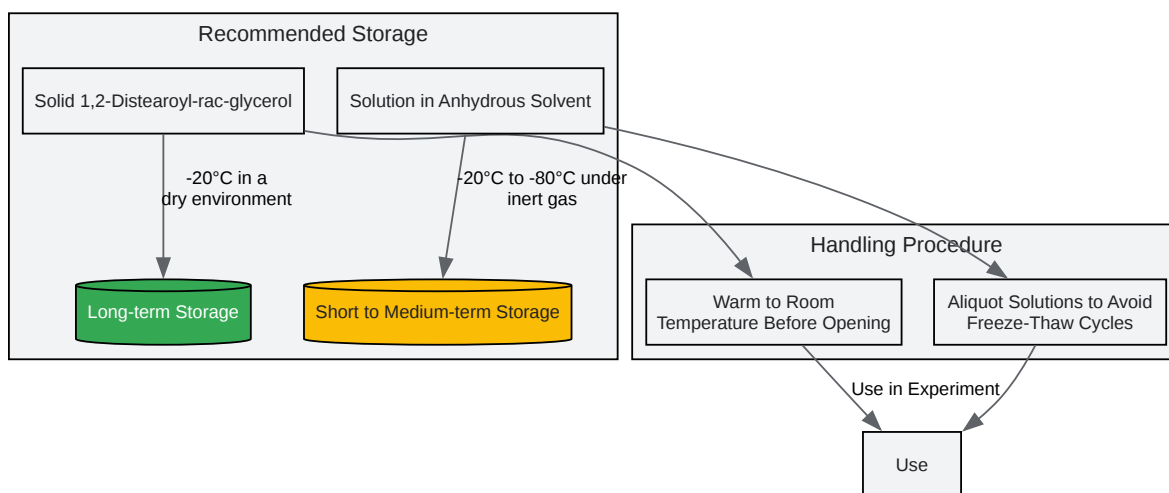 Recommended Storage
Solid 1,2-Distearoyl-rac-glycerol
Solution in Anhydrous Solvent
-20°C in a
dry environment
-20°C to -80°C under
inert gas
Long-term Storage
Short to Medium-term Storage
Handling Procedure
Warm to Room
Temperature Before Opening
Aliquot Solutions to Avoid
Freeze-Thaw Cycles
Use in Experiment
Use